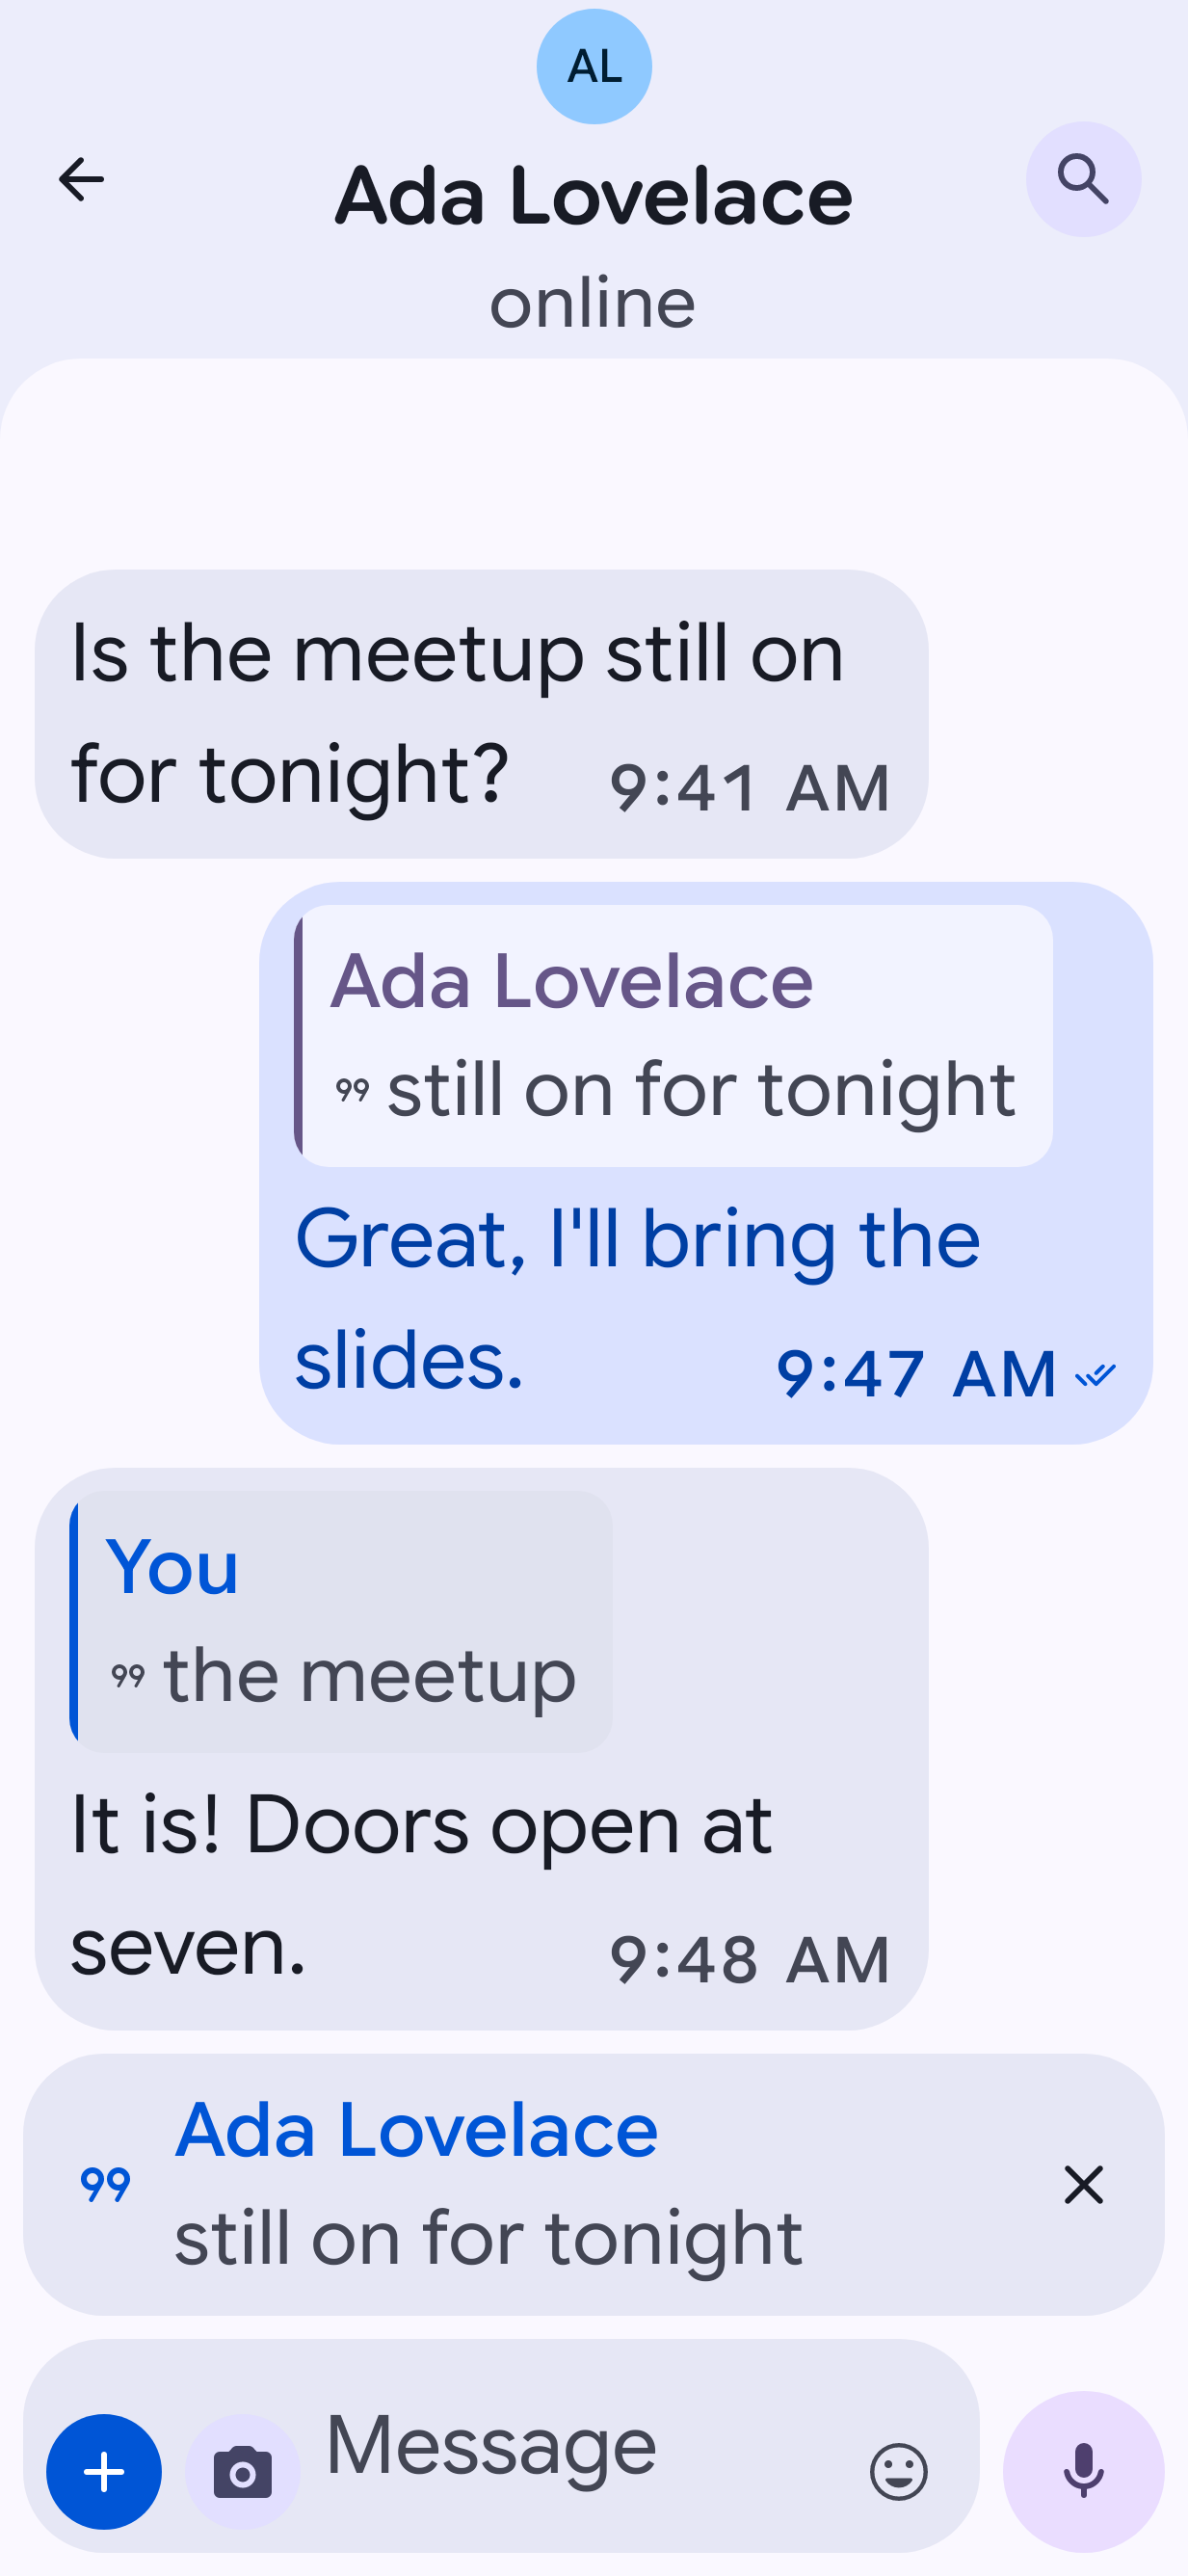 AL
Ada Lovelace
online
Is the meetup still on
for tonight? 9:41 AM
Ada Lovelace
still on for tonight
Great, I'll bring the
slides. 9:47 AM
You
the meetup
It is! Doors open at
seven. 9:48 AM
Ada Lovelace
still on for tonight
Message